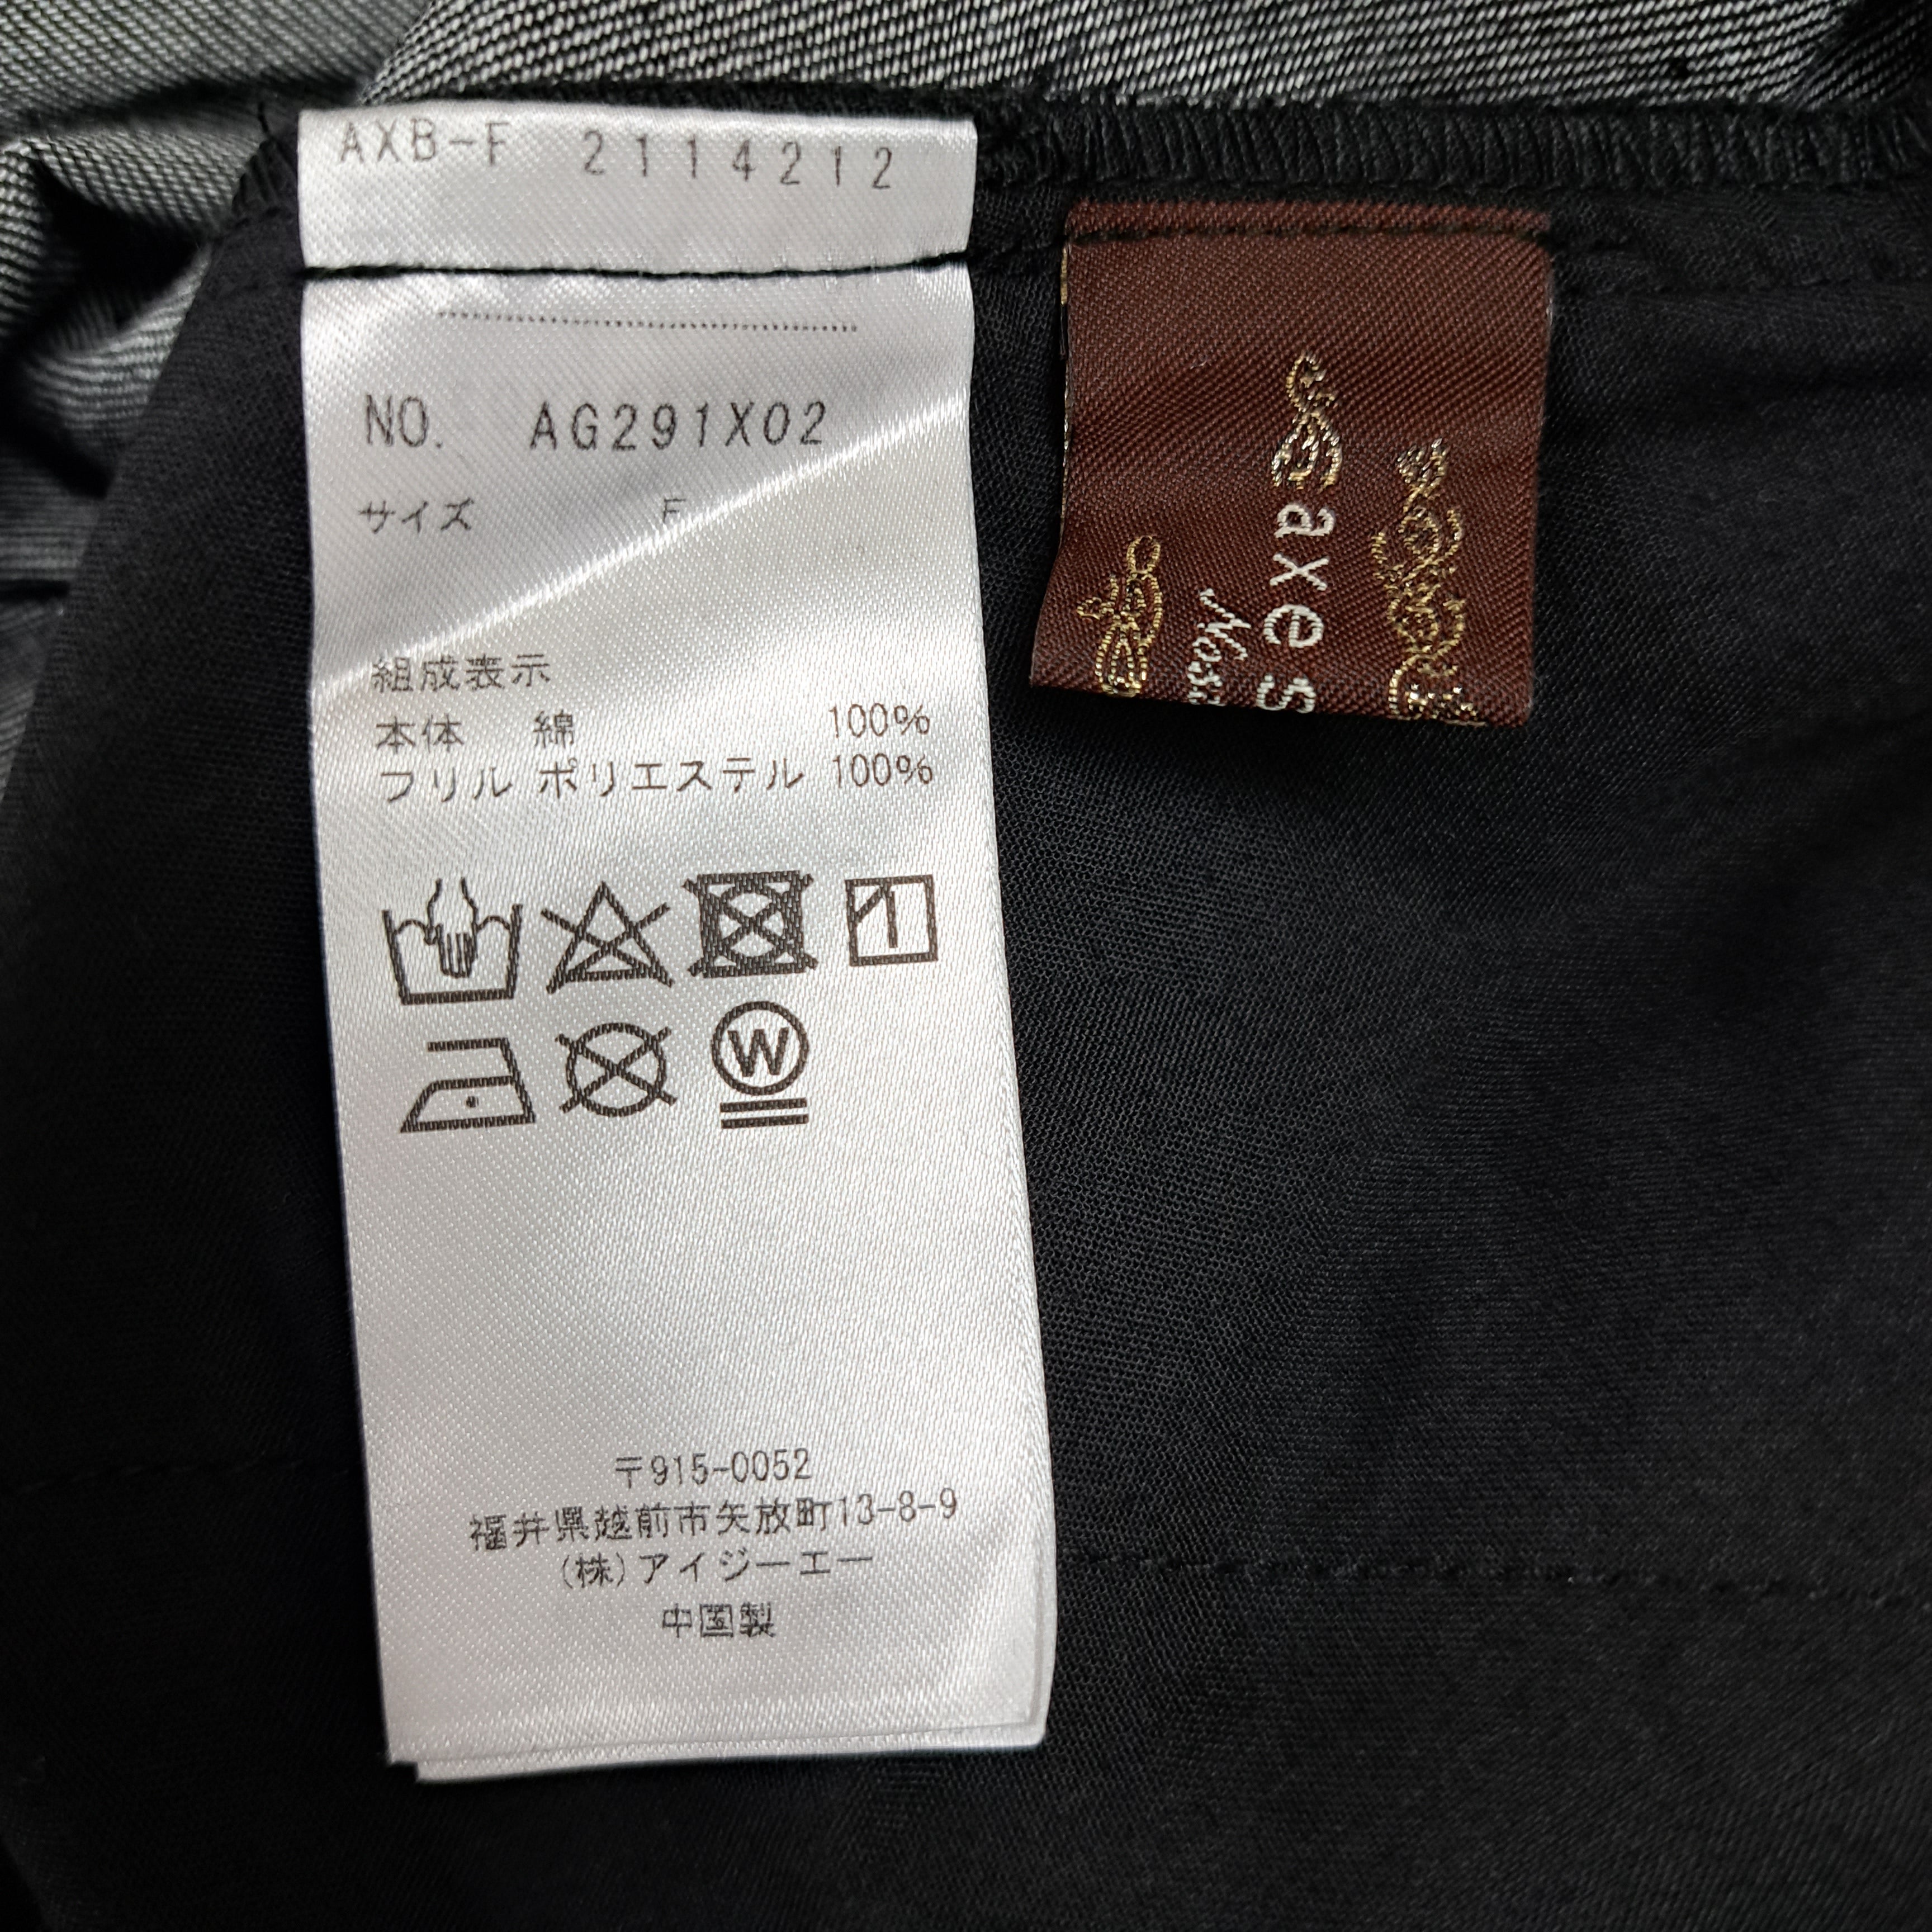 AXB-F 2114212
NO. AG291X02
サイズ F
組成表示
本体 綿 100%
フリル ポリエステル 100%
W
〒915-0052
福井県越前市矢放町13-8-9
(株)アイジーエー
中国製
axes